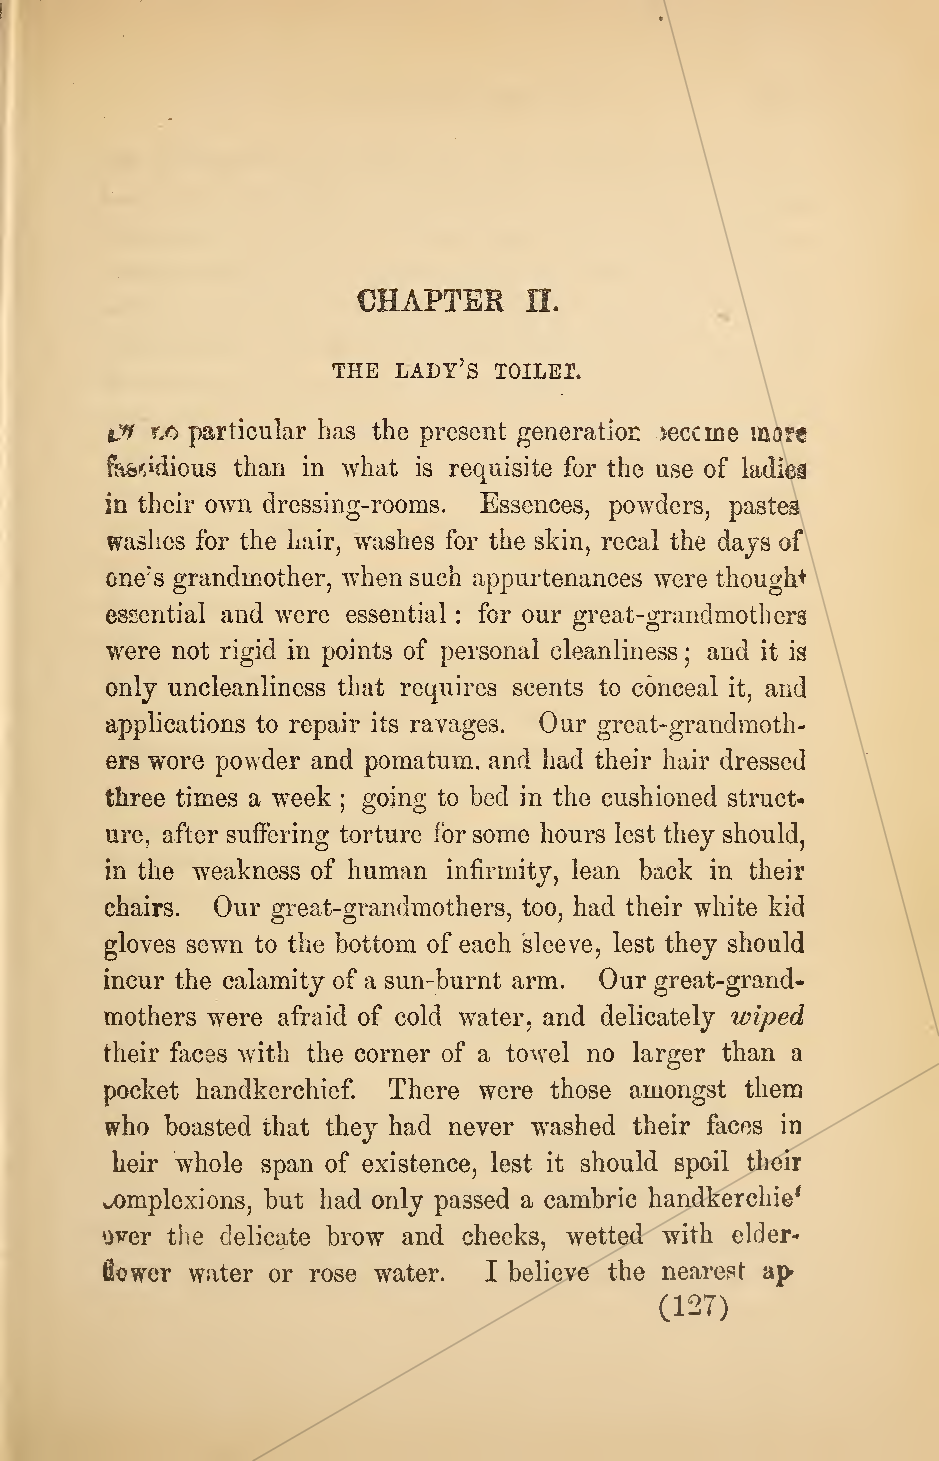 CHAPTER II.
THE LADY'S TOILET.
In no particular has the present generation become more
fastidious than in what is requisite for the use of ladies
in their own dressing-rooms. Essences, powders, pastes
washes for the hair, washes for the skin, recal the days of
one's grandmother, when such appurtenances were thought
essential and were essential: for our great-grandmothers
were not rigid in points of personal cleanliness; and it is
only uncleanliness that requires scents to conceal it, and
applications to repair its ravages. Our great-grandmoth-
ers wore powder and pomatum, and had their hair dressed
three times a week; going to bed in the cushioned struct-
ure, after suffering torture for some hours lest they should,
in the weakness of human infirmity, lean back in their
chairs. Our great-grandmothers, too, had their white kid
gloves sewn to the bottom of each sleeve, lest they should
incur the calamity of a sun-burnt arm. Our great-grand-
mothers were afraid of cold water, and delicately wiped
their faces with the corner of a towel no larger than a
pocket handkerchief. There were those amongst them
who boasted that they had never washed their faces in
heir whole span of existence, lest it should spoil their
complexions, but had only passed a cambric handkerchief
over the delicate brow and cheeks, wetted with elder-
flower water or rose water. I believe the nearest ap-
(127)